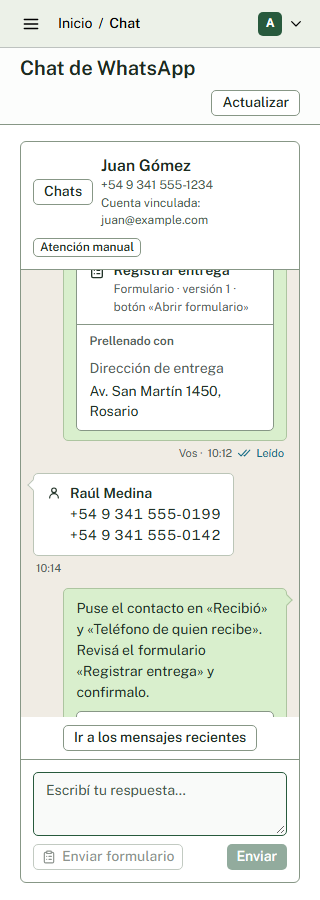 Inicio / Chat
A
Chat de WhatsApp
Actualizar
Chats
Juan Gómez
+54 9 341 555-1234
Cuenta vinculada:
juan@example.com
Atención manual
Registrar entrega
Formulario · versión 1 ·
botón «Abrir formulario»
Prellenado con
Dirección de entrega
Av. San Martín 1450,
Rosario
Vos · 10:12 Leído
Raúl Medina
+54 9 341 555-0199
+54 9 341 555-0142
10:14
Puse el contacto en «Recibió»
y «Teléfono de quien recibe».
Revisá el formulario
«Registrar entrega» y
confirmalo.
Ir a los mensajes recientes
Escribí tu respuesta...
Enviar formulario
Enviar